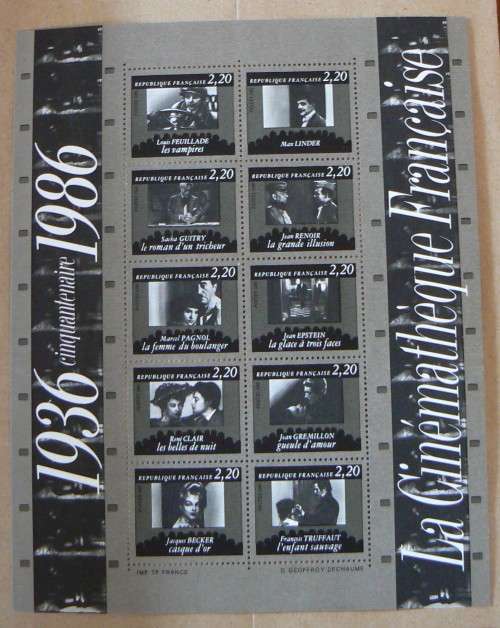 1936 cinquantenaire 1986
REPUBLIQUE FRANÇAISE 2,20
Louis FEUILLADE
les vampires
REPUBLIQUE FRANÇAISE 2,20
Max LINDER
REPUBLIQUE FRANÇAISE 2,20
Sacha GUITRY
le roman d'un tricheur
REPUBLIQUE FRANÇAISE 2,20
Jean RENOIR
la grande illusion
REPUBLIQUE FRANÇAISE 2,20
Marcel PAGNOL
la femme du boulanger
REPUBLIQUE FRANÇAISE 2,20
Jean EPSTEIN
la glace à trois faces
REPUBLIQUE FRANÇAISE 2,20
René CLAIR
les belles de nuit
REPUBLIQUE FRANÇAISE 2,20
Jean GREMILLON
gueule d'amour
REPUBLIQUE FRANÇAISE 2,20
Jacques BECKER
casque d'or
REPUBLIQUE FRANÇAISE 2,20
François TRUFFAUT
l'enfant sauvage
IMP. TP FRANCE
D. GEOFFROY DECHAUME
La Cinémathèque Française